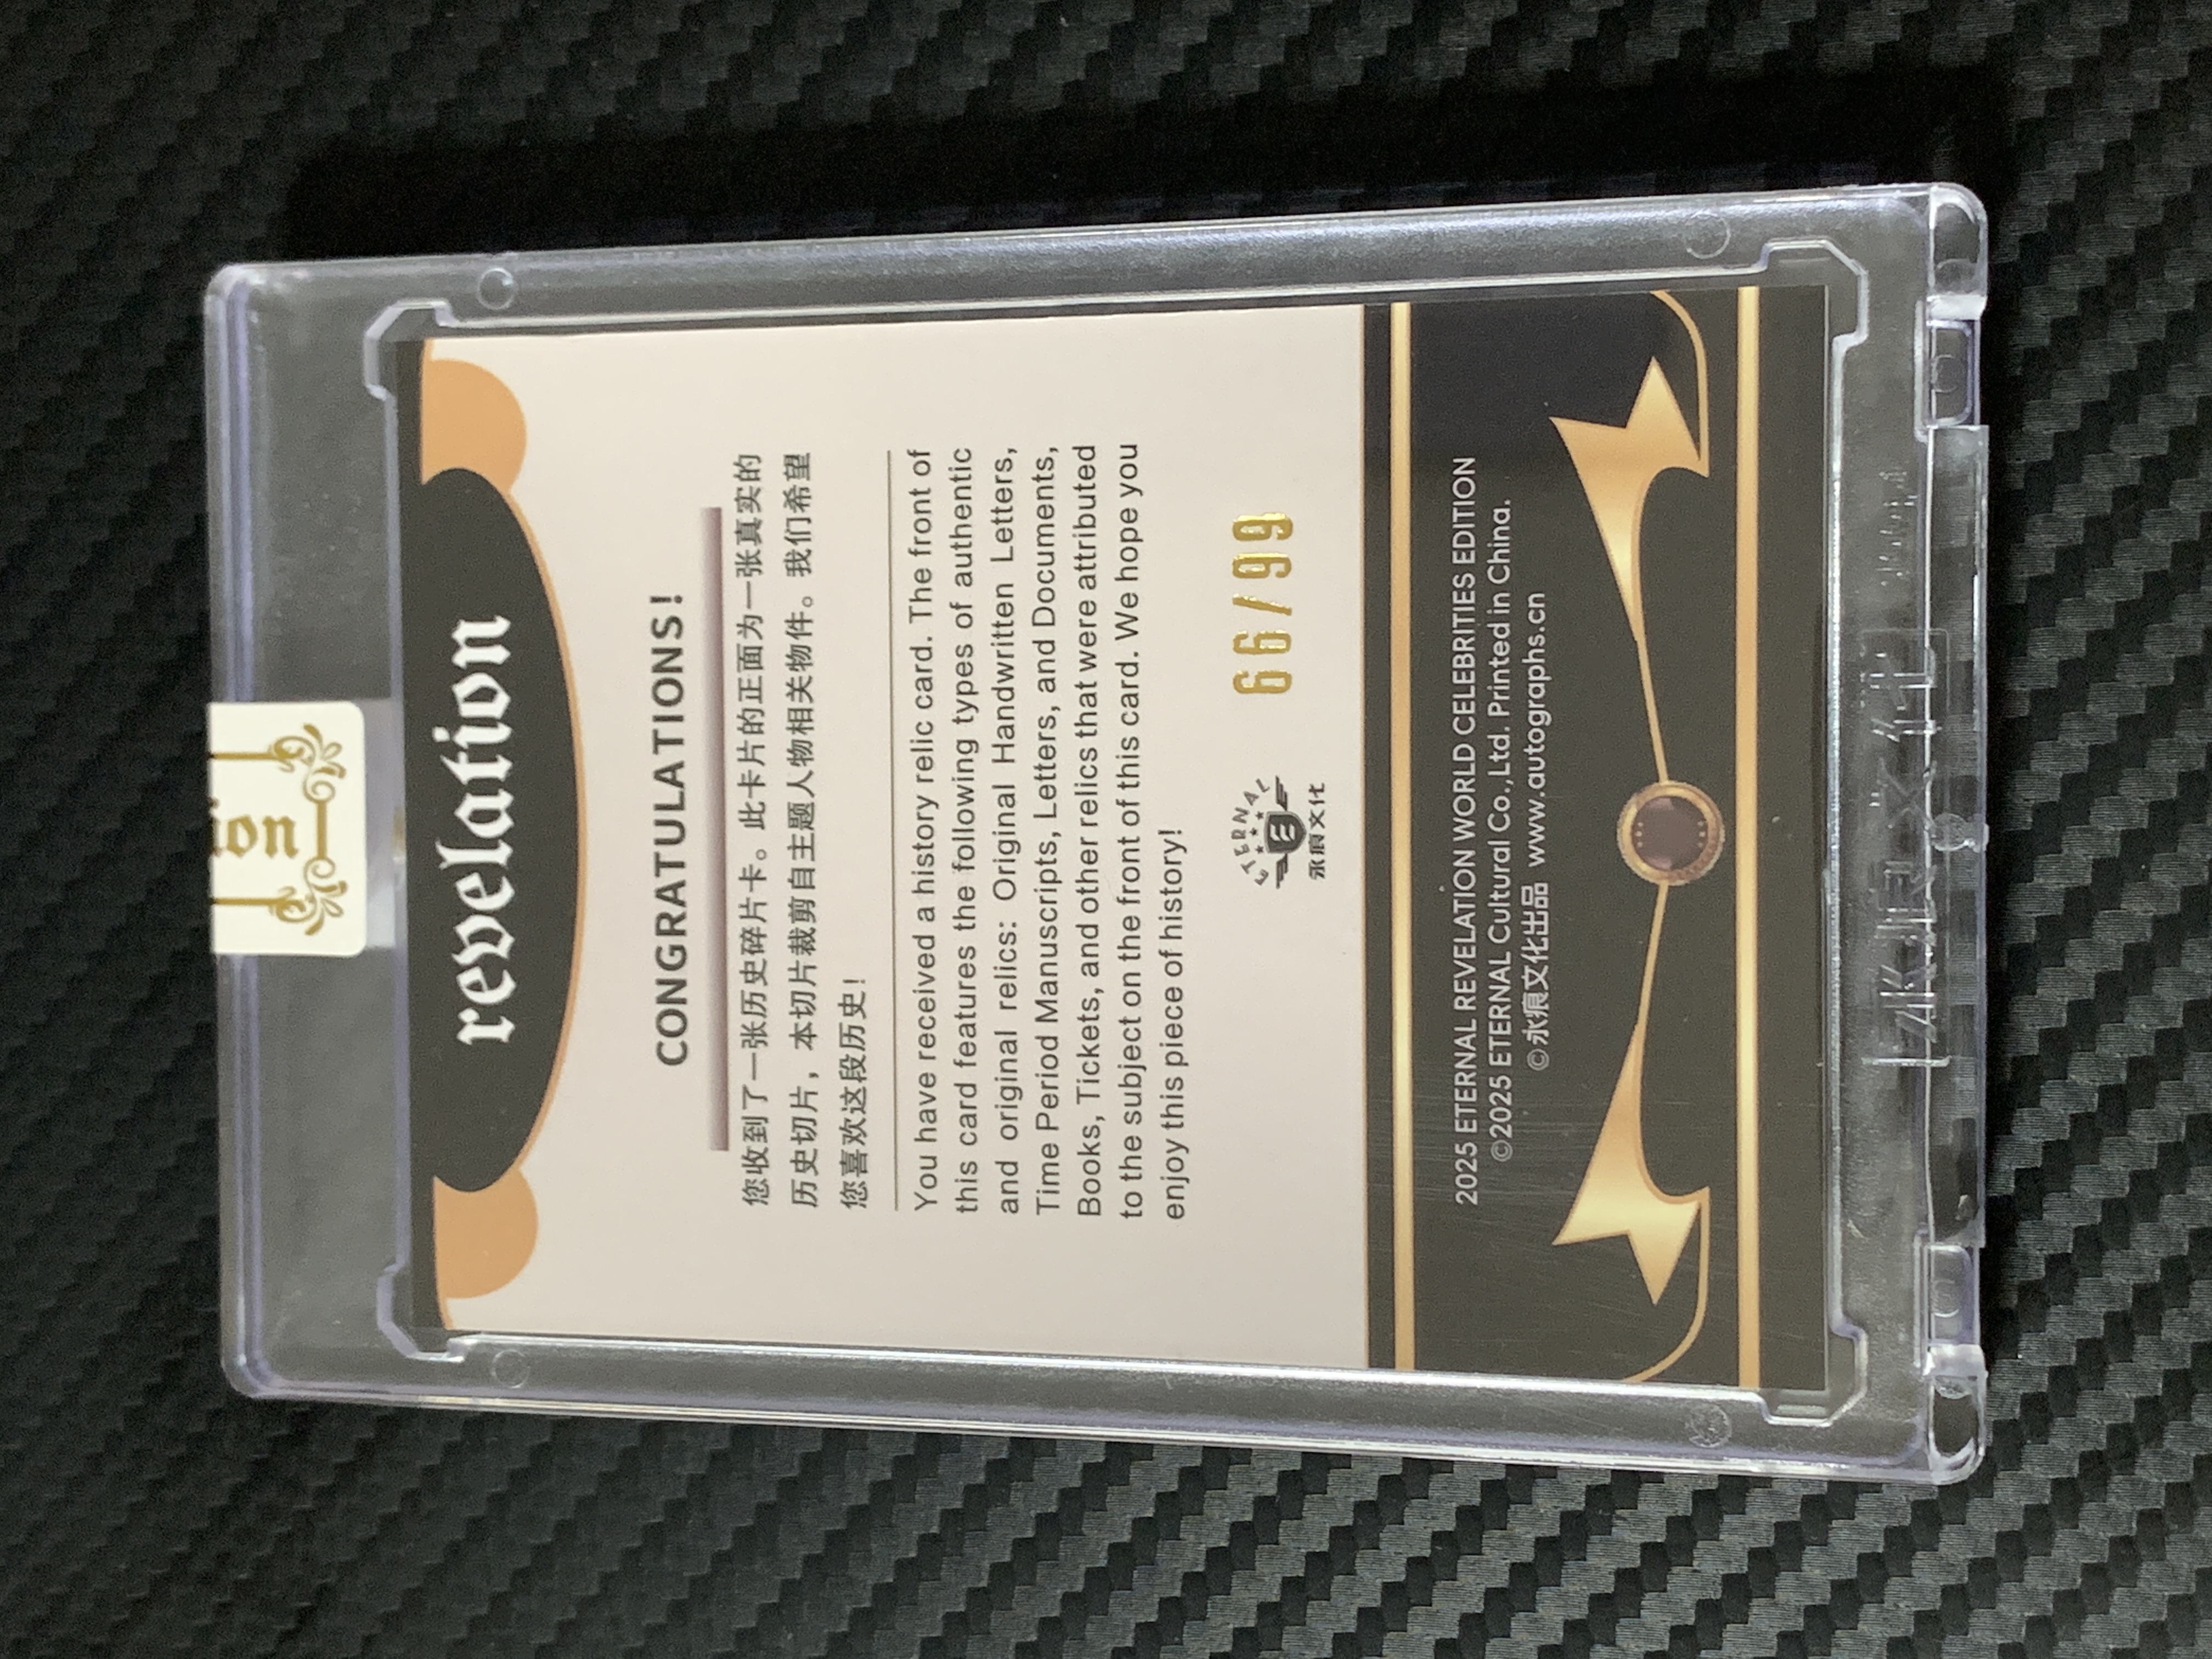 ion
revelation
CONGRATULATIONS!
您收到了一张历史碎片卡。此卡片的正面为一张真实的
历史切片，本切片裁剪自主题人物相关物件。我们希望
您喜欢这段历史！
You have received a history relic card. The front of
this card features the following types of authentic
and original relics: Original Handwritten Letters,
Time Period Manuscripts, Letters, and Documents,
Books, Tickets, and other relics that were attributed
to the subject on the front of this card. We hope you
enjoy this piece of history!
ETERNAL
E
永痕文化
66/99
2025 ETERNAL REVELATION WORLD CELEBRITIES EDITION
©2025 ETERNAL Cultural Co.,Ltd. Printed in China.
©永痕文化出品 www.autographs.cn